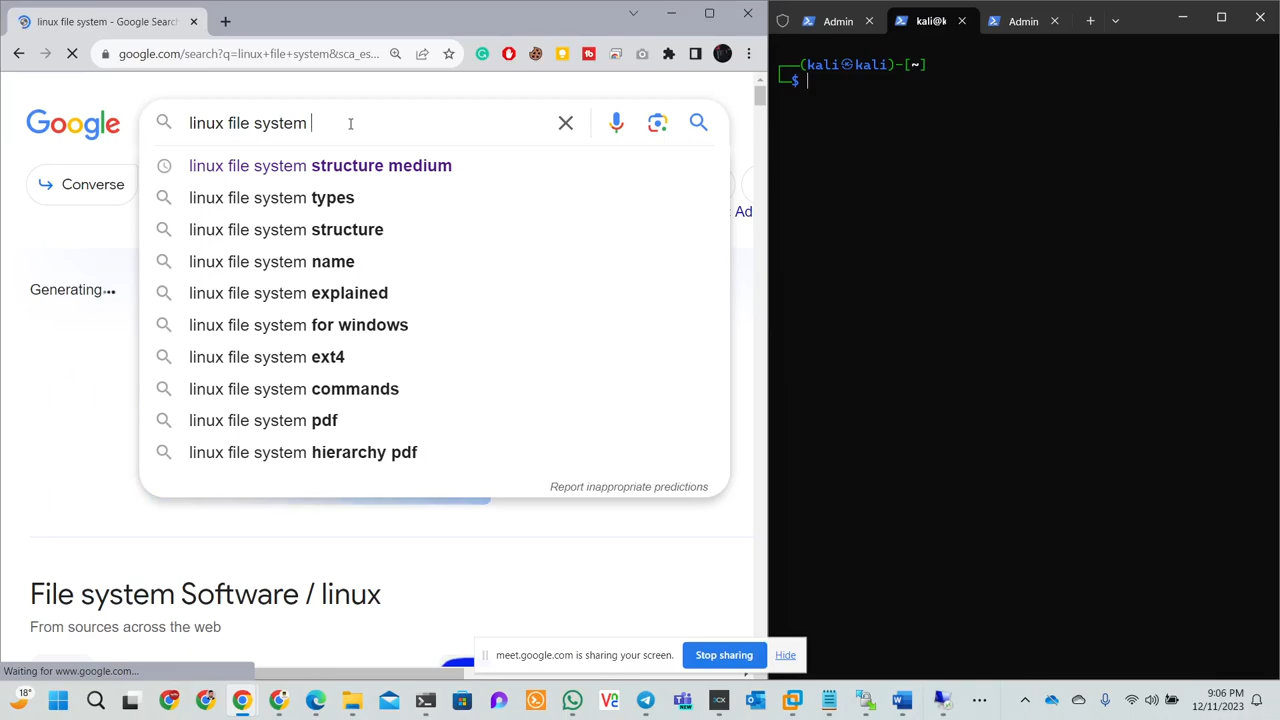 linux file system - Google Search
Admin
kali@k
Admin
google.com/search?q=linux+file+system&sca_es...
(kali㉿kali)-[~]
$
Google
linux file system
linux file system structure medium
Converse
linux file system types
Ad
linux file system structure
linux file system name
Generating...
linux file system explained
linux file system for windows
linux file system ext4
linux file system commands
linux file system pdf
linux file system hierarchy pdf
Report inappropriate predictions
File system Software / linux
From sources across the web
meet.google.com is sharing your screen.
Stop sharing
Hide
Waiting for www.google.com...
18°
9:06 PM
12/11/2023